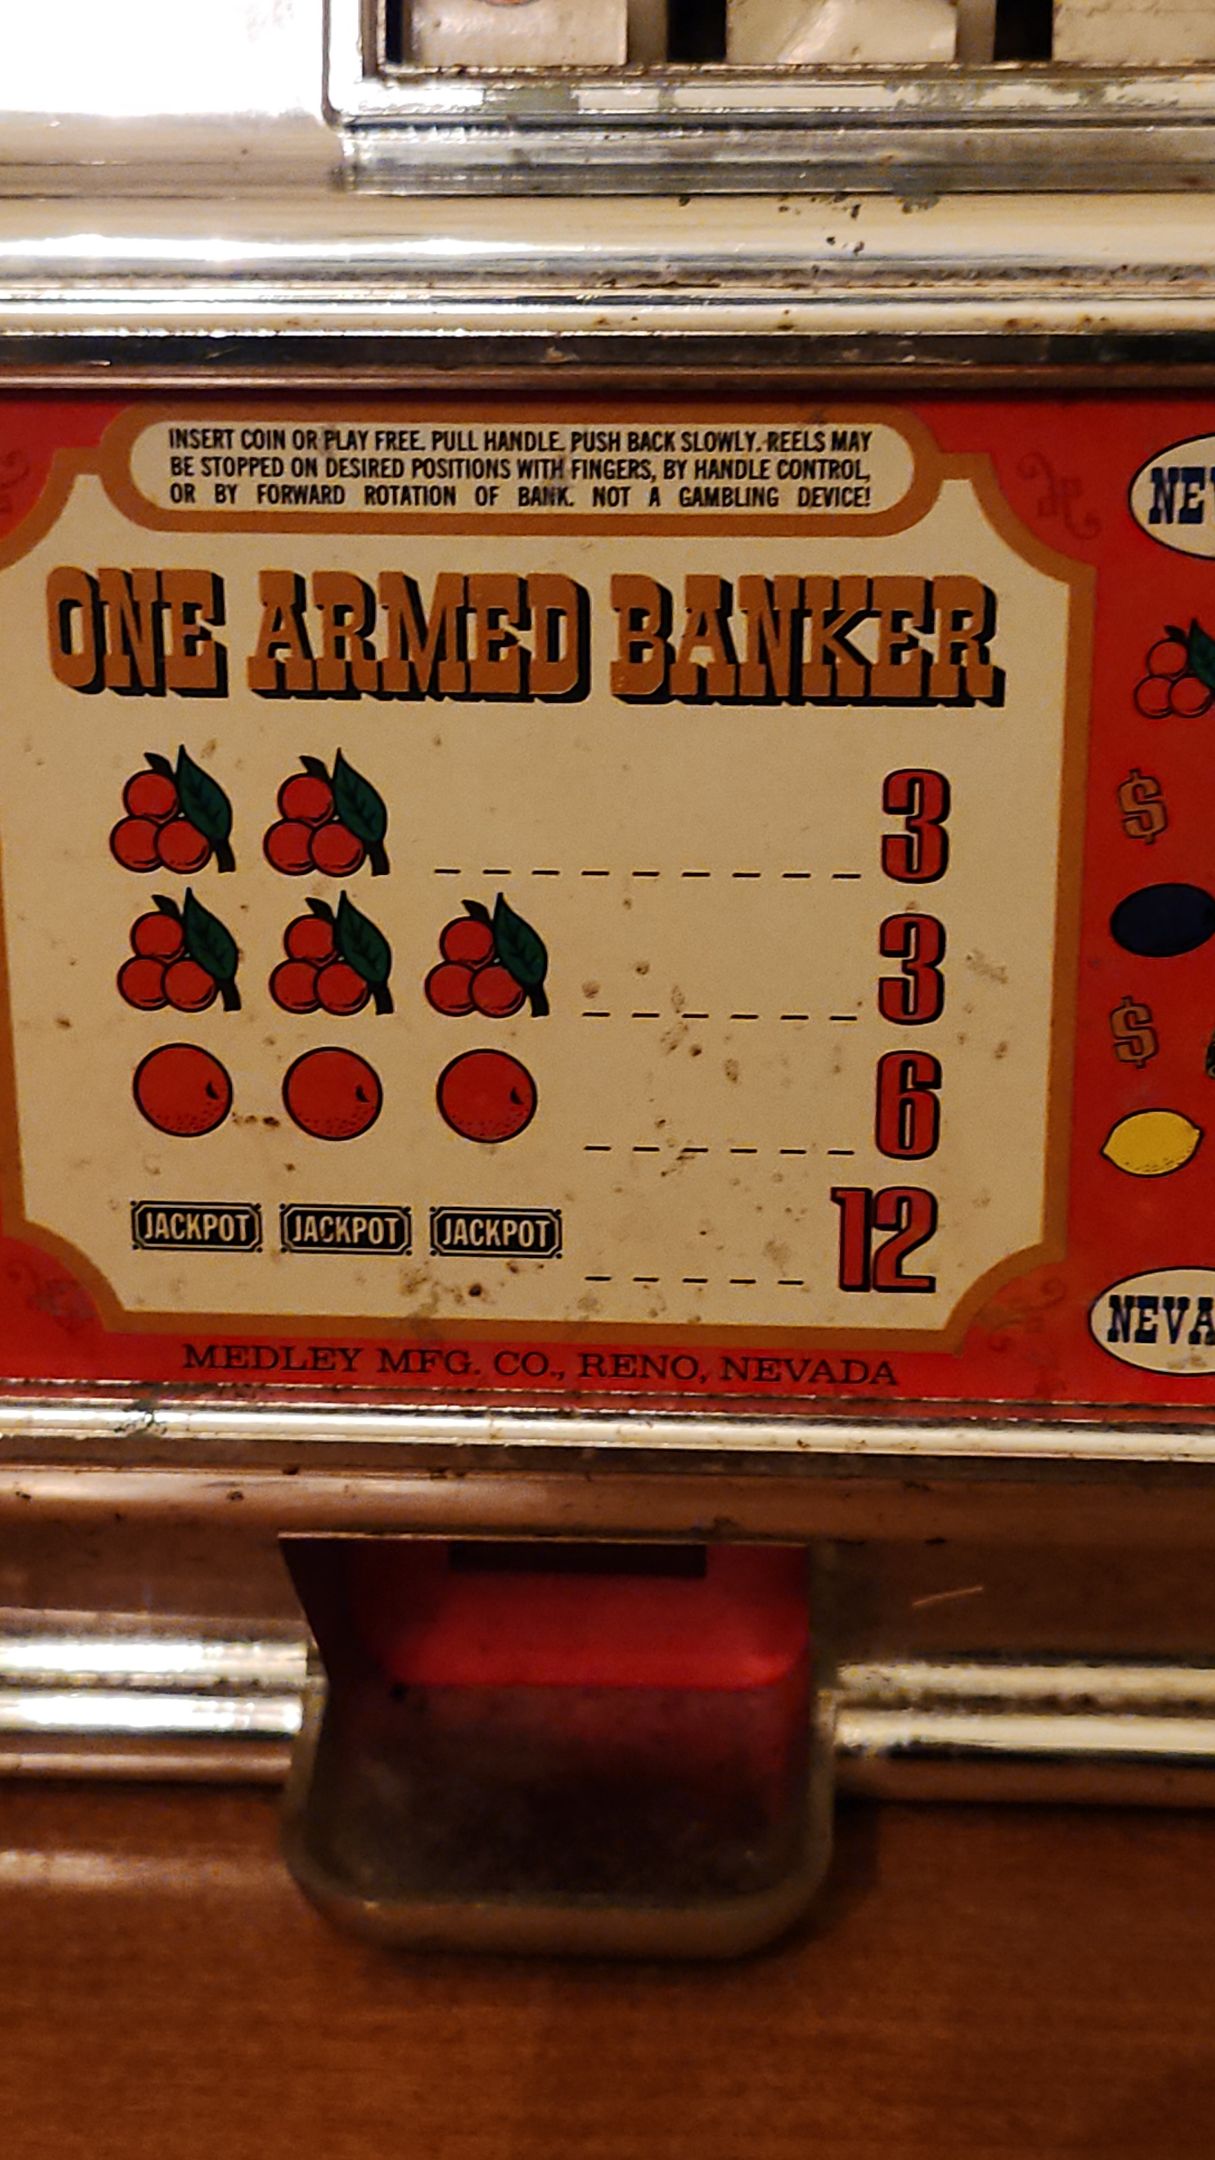 INSERT COIN OR PLAY FREE. PULL HANDLE. PUSH BACK SLOWLY. REELS MAY
BE STOPPED ON DESIRED POSITIONS WITH FINGERS, BY HANDLE CONTROL,
OR BY FORWARD ROTATION OF BANK. NOT A GAMBLING DEVICE!
ONE ARMED BANKER
3
3
6
JACKPOT JACKPOT JACKPOT 12
MEDLEY MFG. CO., RENO, NEVADA
$
$